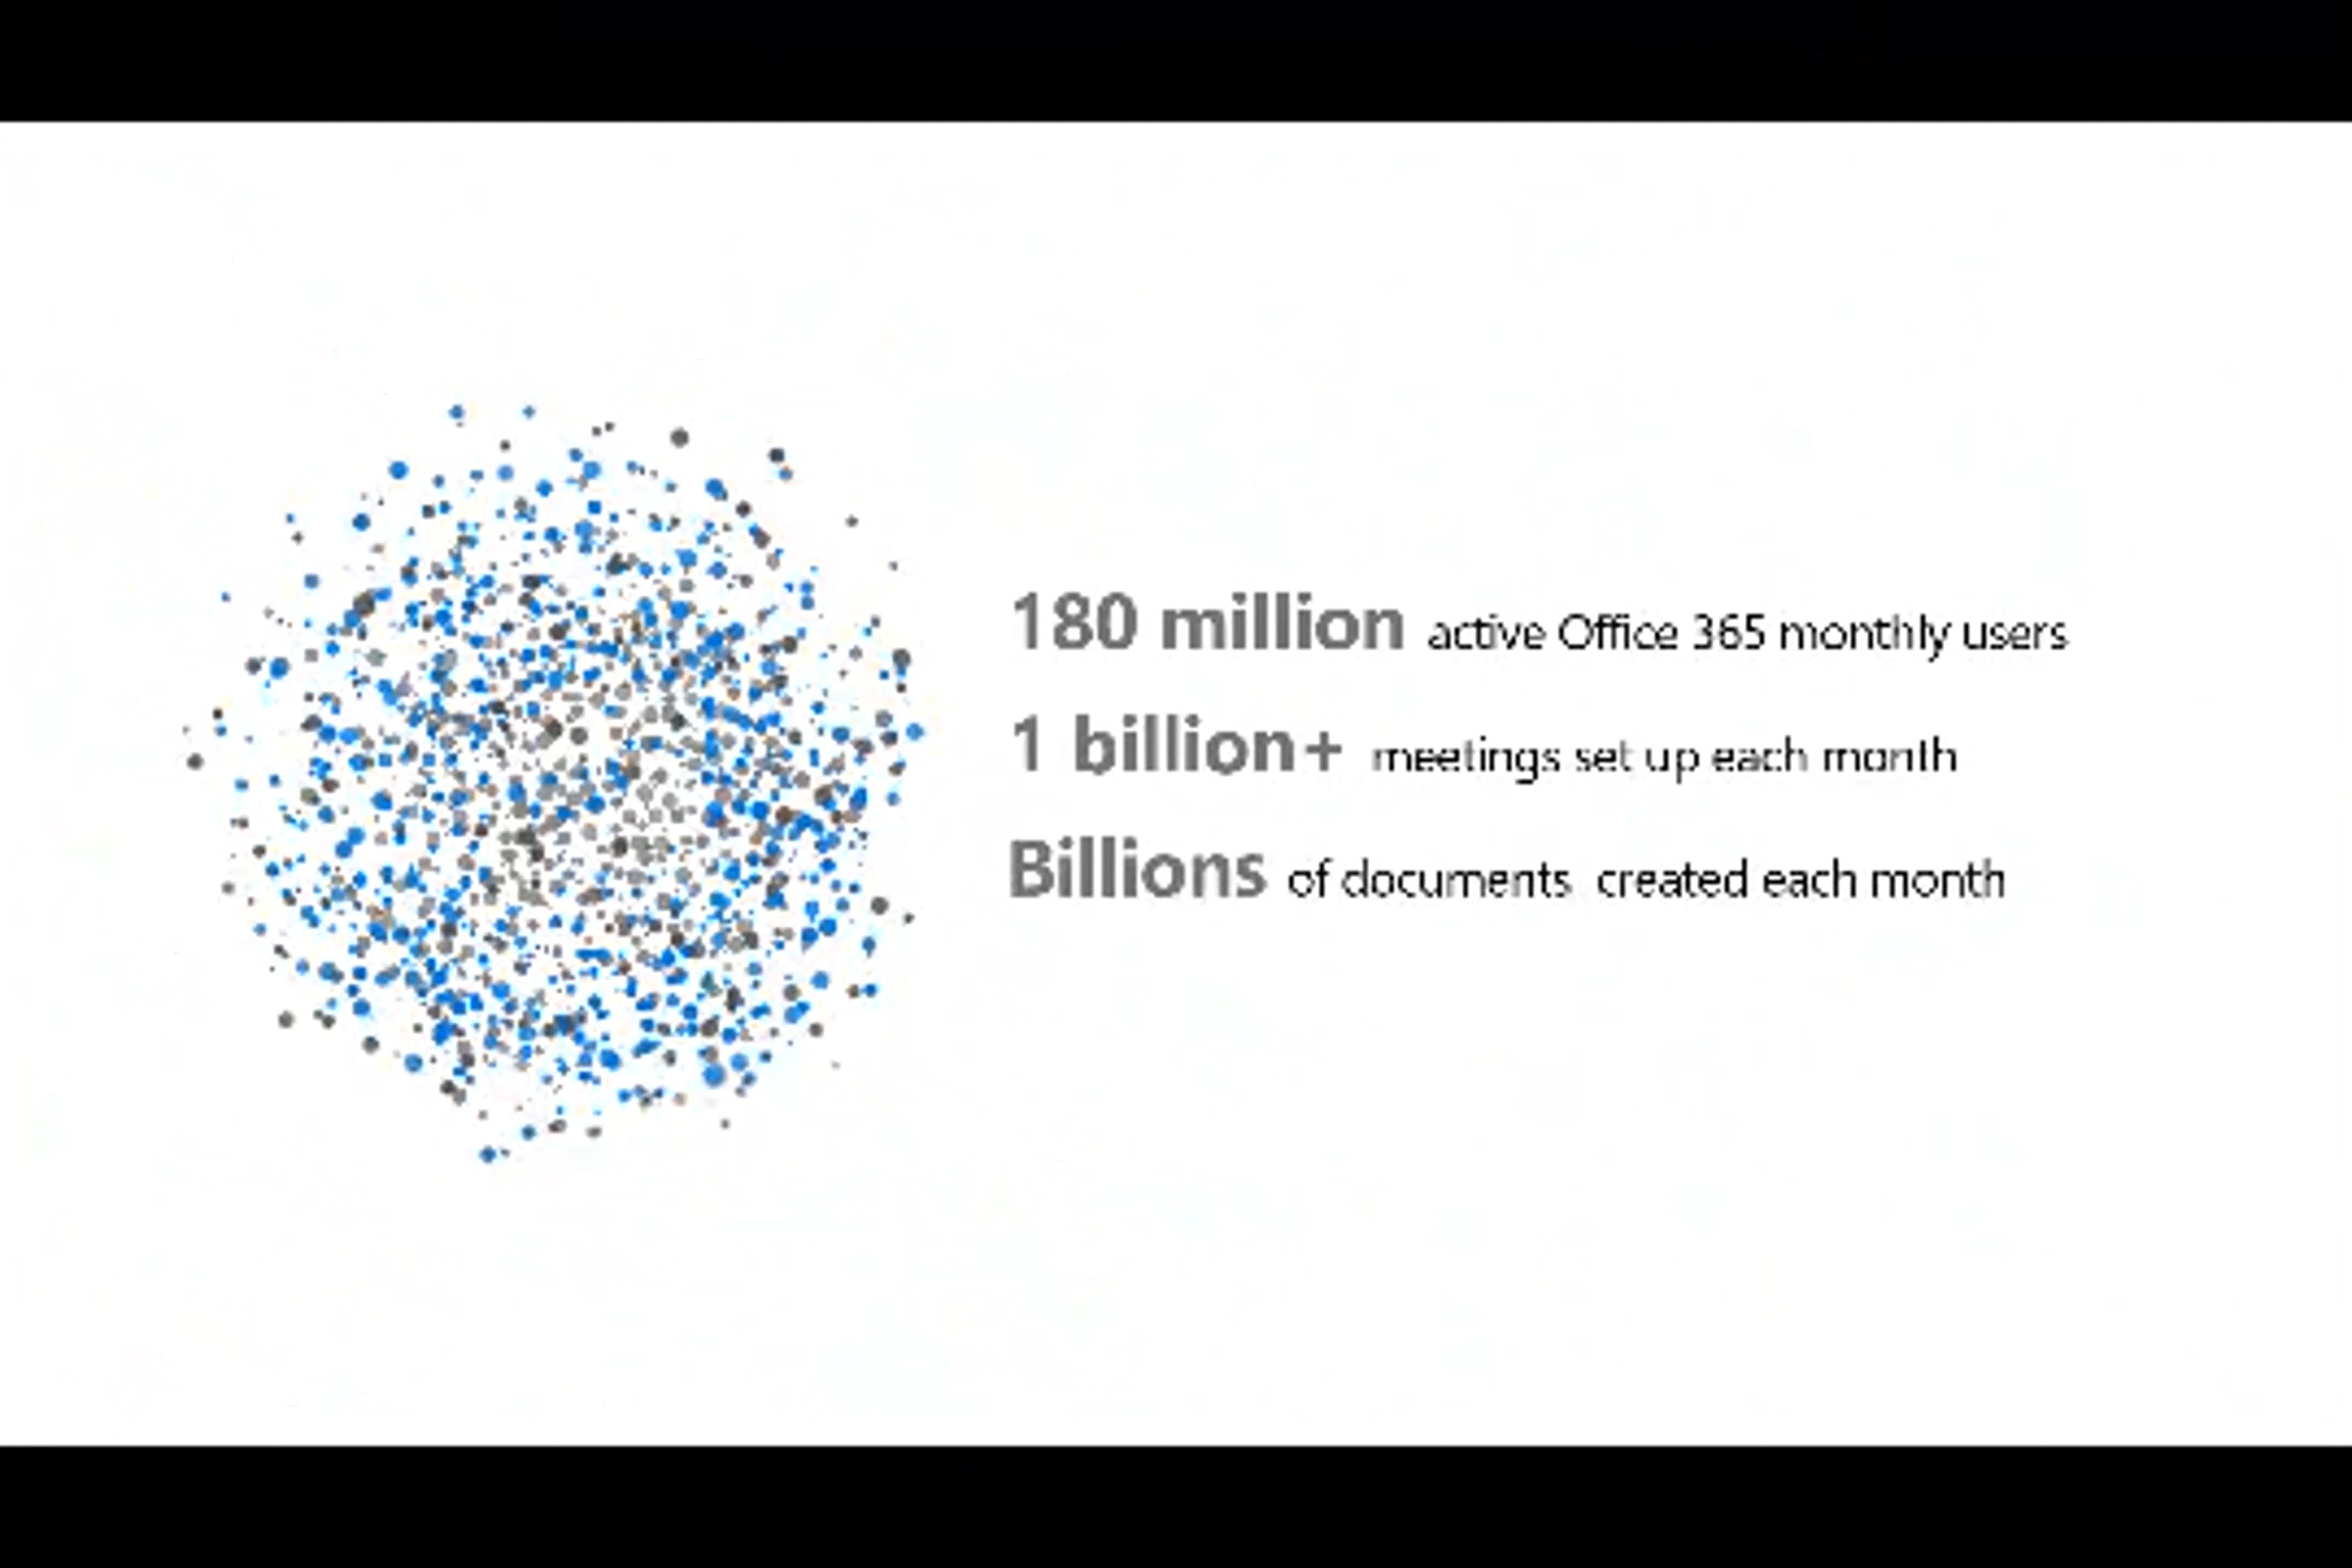 180 million active Office 365 monthly users
1 billion+ meetings set up each month
Billions of documents created each month